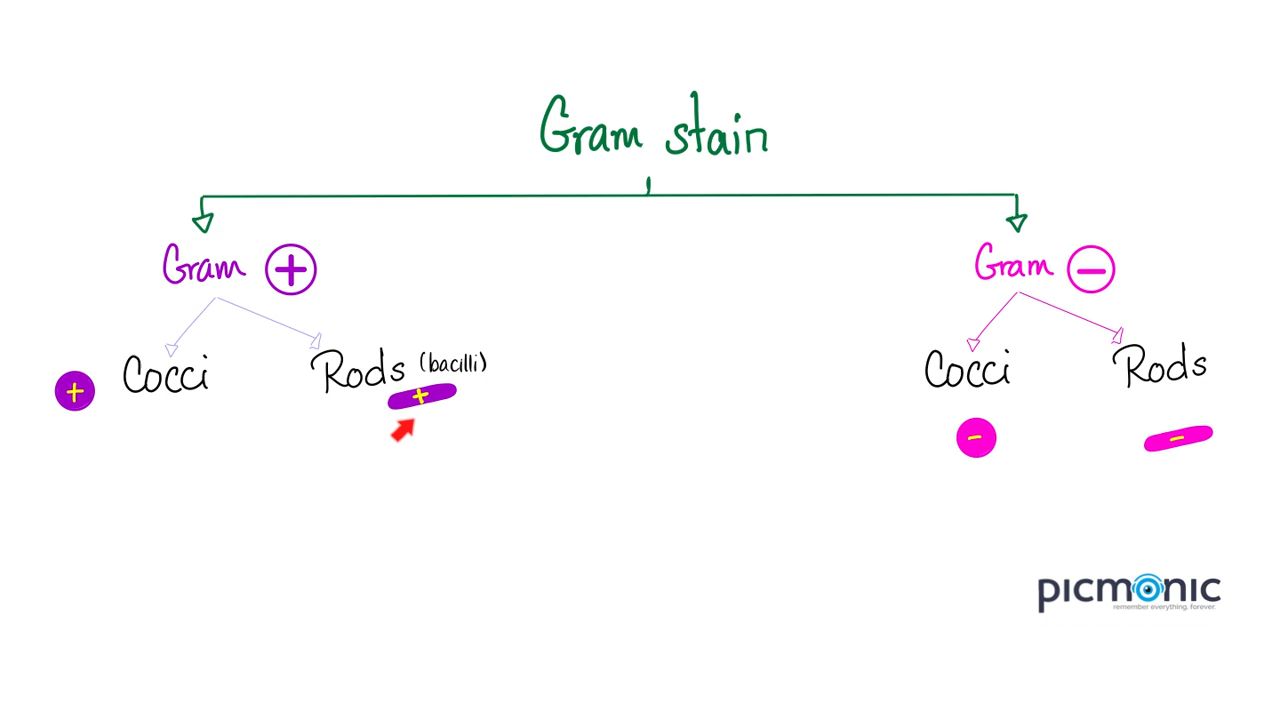 Gram stain
Gram +
Gram −
Cocci
Rods (bacilli)
Cocci
Rods
+
+
−
−
picmonic
remember everything, forever.